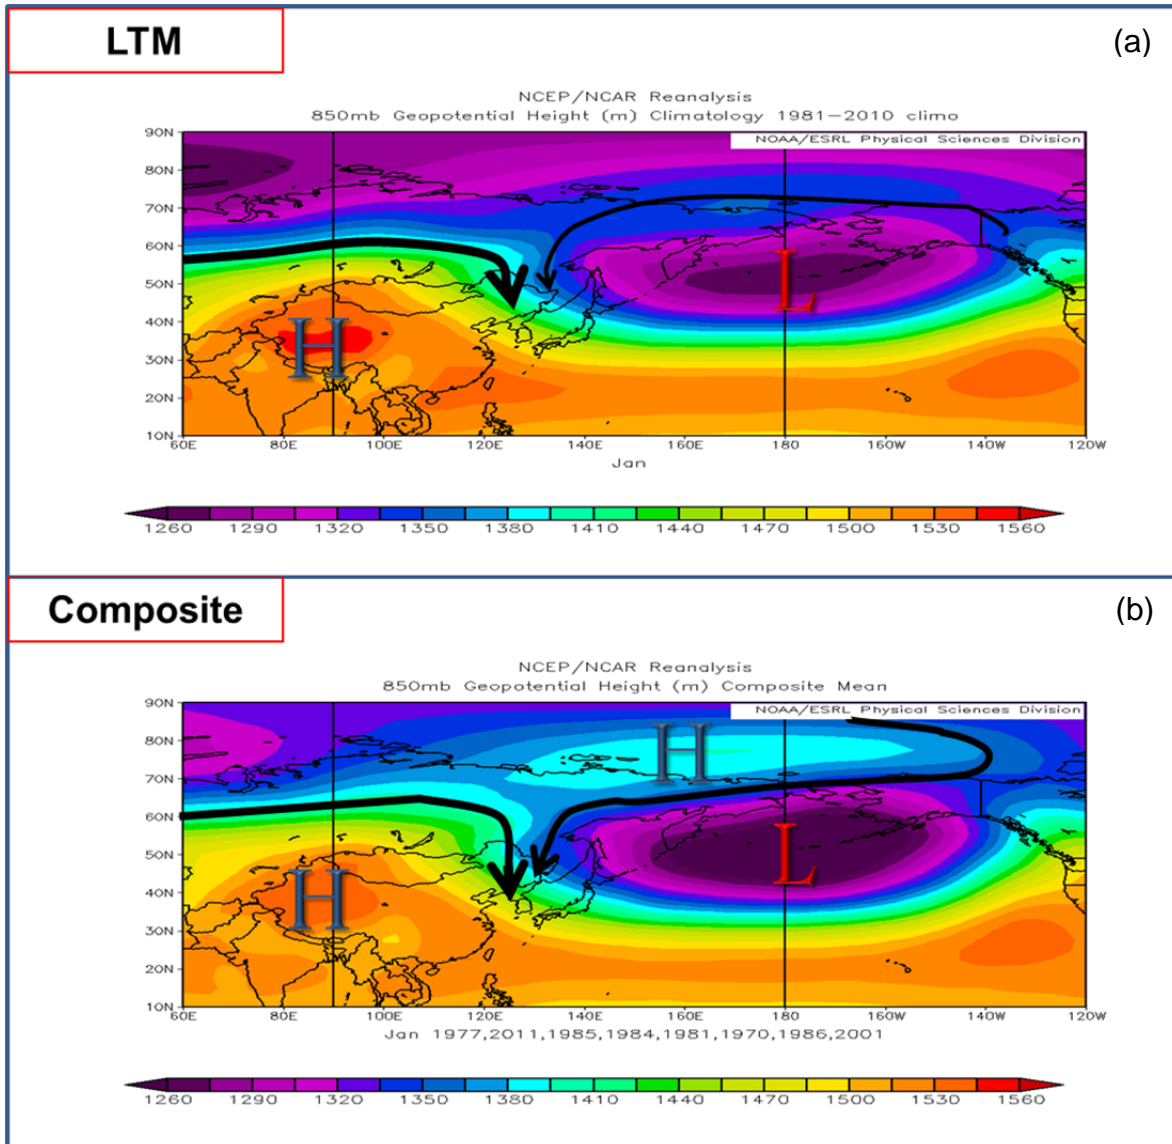 LTM
(a)
NCEP/NCAR Reanalysis
850mb Geopotential Height (m) Climatology 1981−2010 climo
NOAA/ESRL Physical Sciences Division
90N
80N
70N
60N
50N
40N
30N
20N
10N
L
H
60E 80E 100E 120E 140E 160E 180 160W 140W 120W
Jan
1260 1290 1320 1350 1380 1410 1440 1470 1500 1530 1560
Composite
(b)
NCEP/NCAR Reanalysis
850mb Geopotential Height (m) Composite Mean
NOAA/ESRL Physical Sciences Division
90N
80N
70N
60N
50N
40N
30N
20N
10N
H
L
H
60E 80E 100E 120E 140E 160E 180 160W 140W 120W
Jan 1977,2011,1985,1984,1981,1970,1986,2001
1260 1290 1320 1350 1380 1410 1440 1470 1500 1530 1560